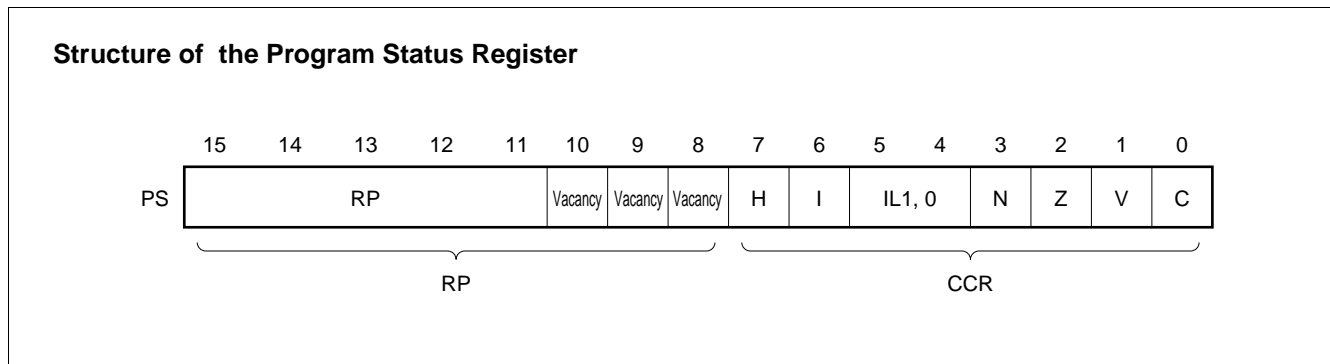 Structure of the Program Status Register
15 14 13 12 11 10 9 8 7 6 5 4 3 2 1 0
PS RP Vacancy Vacancy Vacancy H I IL1, 0 N Z V C
RP CCR